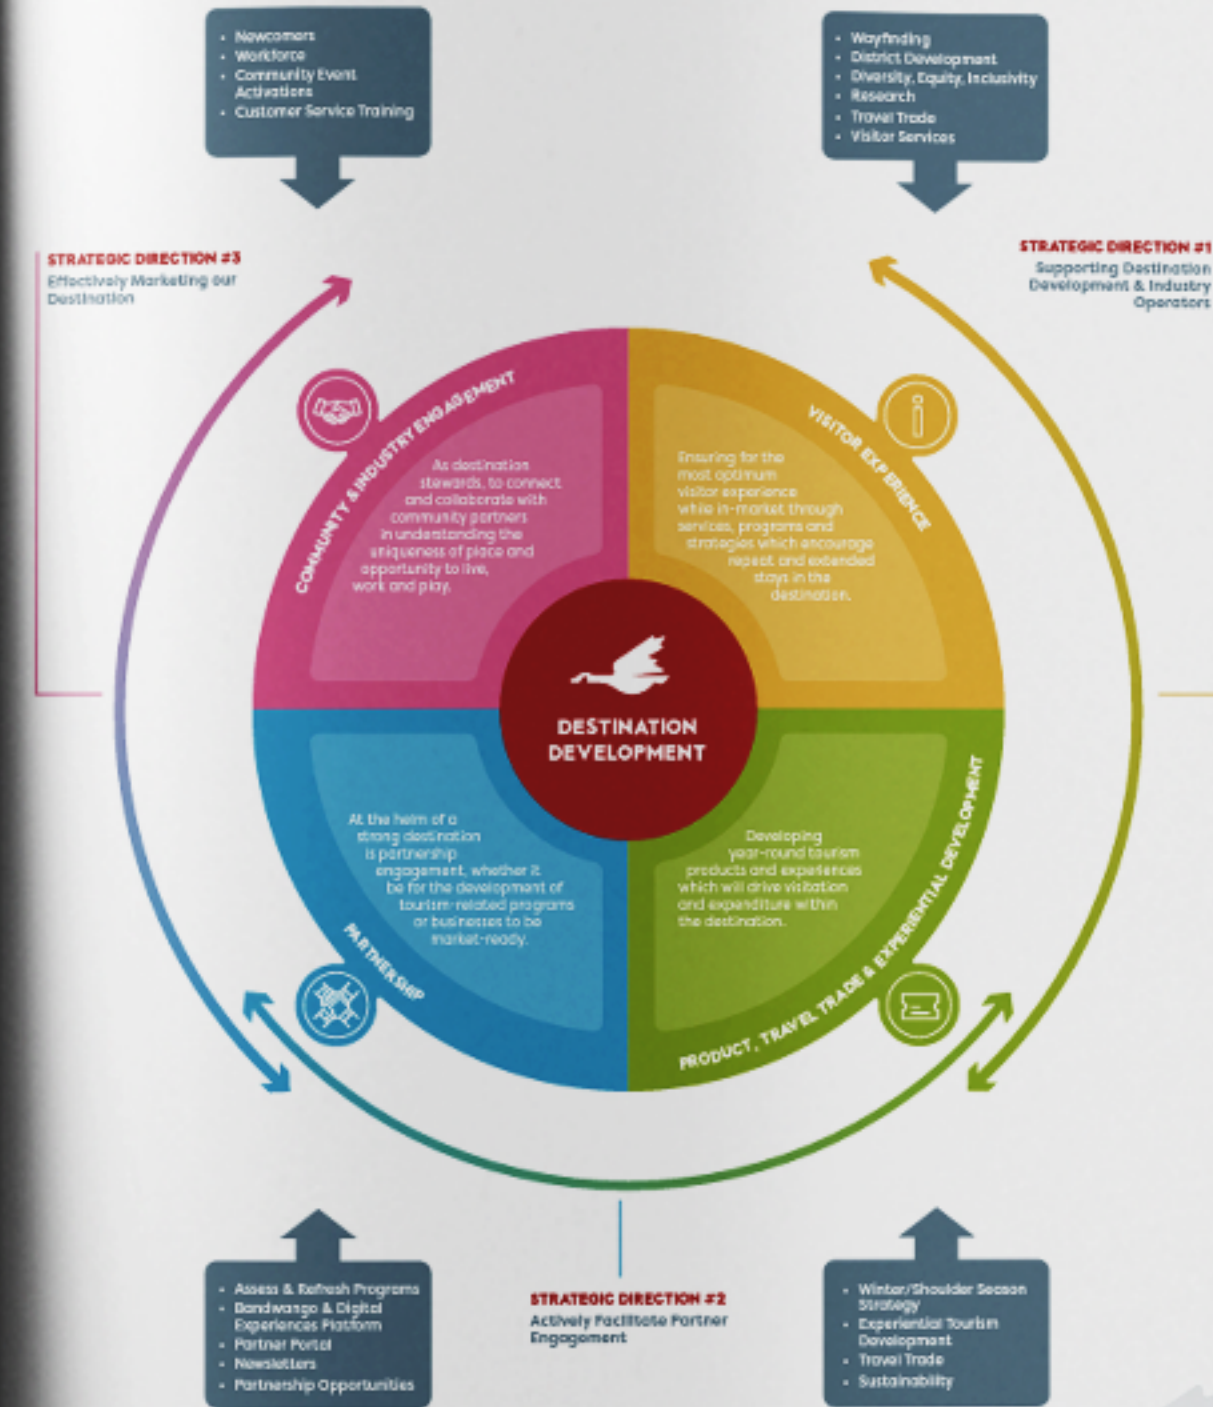 • Newcomers
• Workforce
• Community Event
Activations
• Customer Service Training
• Wayfinding
• District Development
• Diversity, Equity, Inclusivity
• Research
• Travel Trade
• Visitor Services
STRATEGIC DIRECTION #3
Effectively Marketing our
Destination
STRATEGIC DIRECTION #1
Supporting Destination
Development & Industry
Operators
COMMUNITY & INDUSTRY ENGAGEMENT
As destination
stewards, to connect
and collaborate with
community partners
in understanding the
uniqueness of place and
opportunity to live,
work and play.
VISITOR EXPERIENCE
Ensuring for the
most optimum
visitor experience
while in-market through
services, programs and
strategies which encourage
repeat and extended
stays in the
destination.
DESTINATION
DEVELOPMENT
PARTNERSHIP
At the helm of a
strong destination
is partnership
engagement, whether it
be for the development of
tourism-related programs
or businesses to be
market-ready.
PRODUCT, TRAVEL TRADE & EXPERIENTIAL DEVELOPMENT
Developing
year-round tourism
products and experiences
which will drive visitation
and expenditure within
the destination.
• Assess & Refresh Programs
• Bandwango & Digital
Experiences Platform
• Partner Portal
• Newsletters
• Partnership Opportunities
STRATEGIC DIRECTION #2
Actively Facilitate Partner
Engagement
• Winter/Shoulder Season
Strategy
• Experiential Tourism
Development
• Travel Trade
• Sustainability